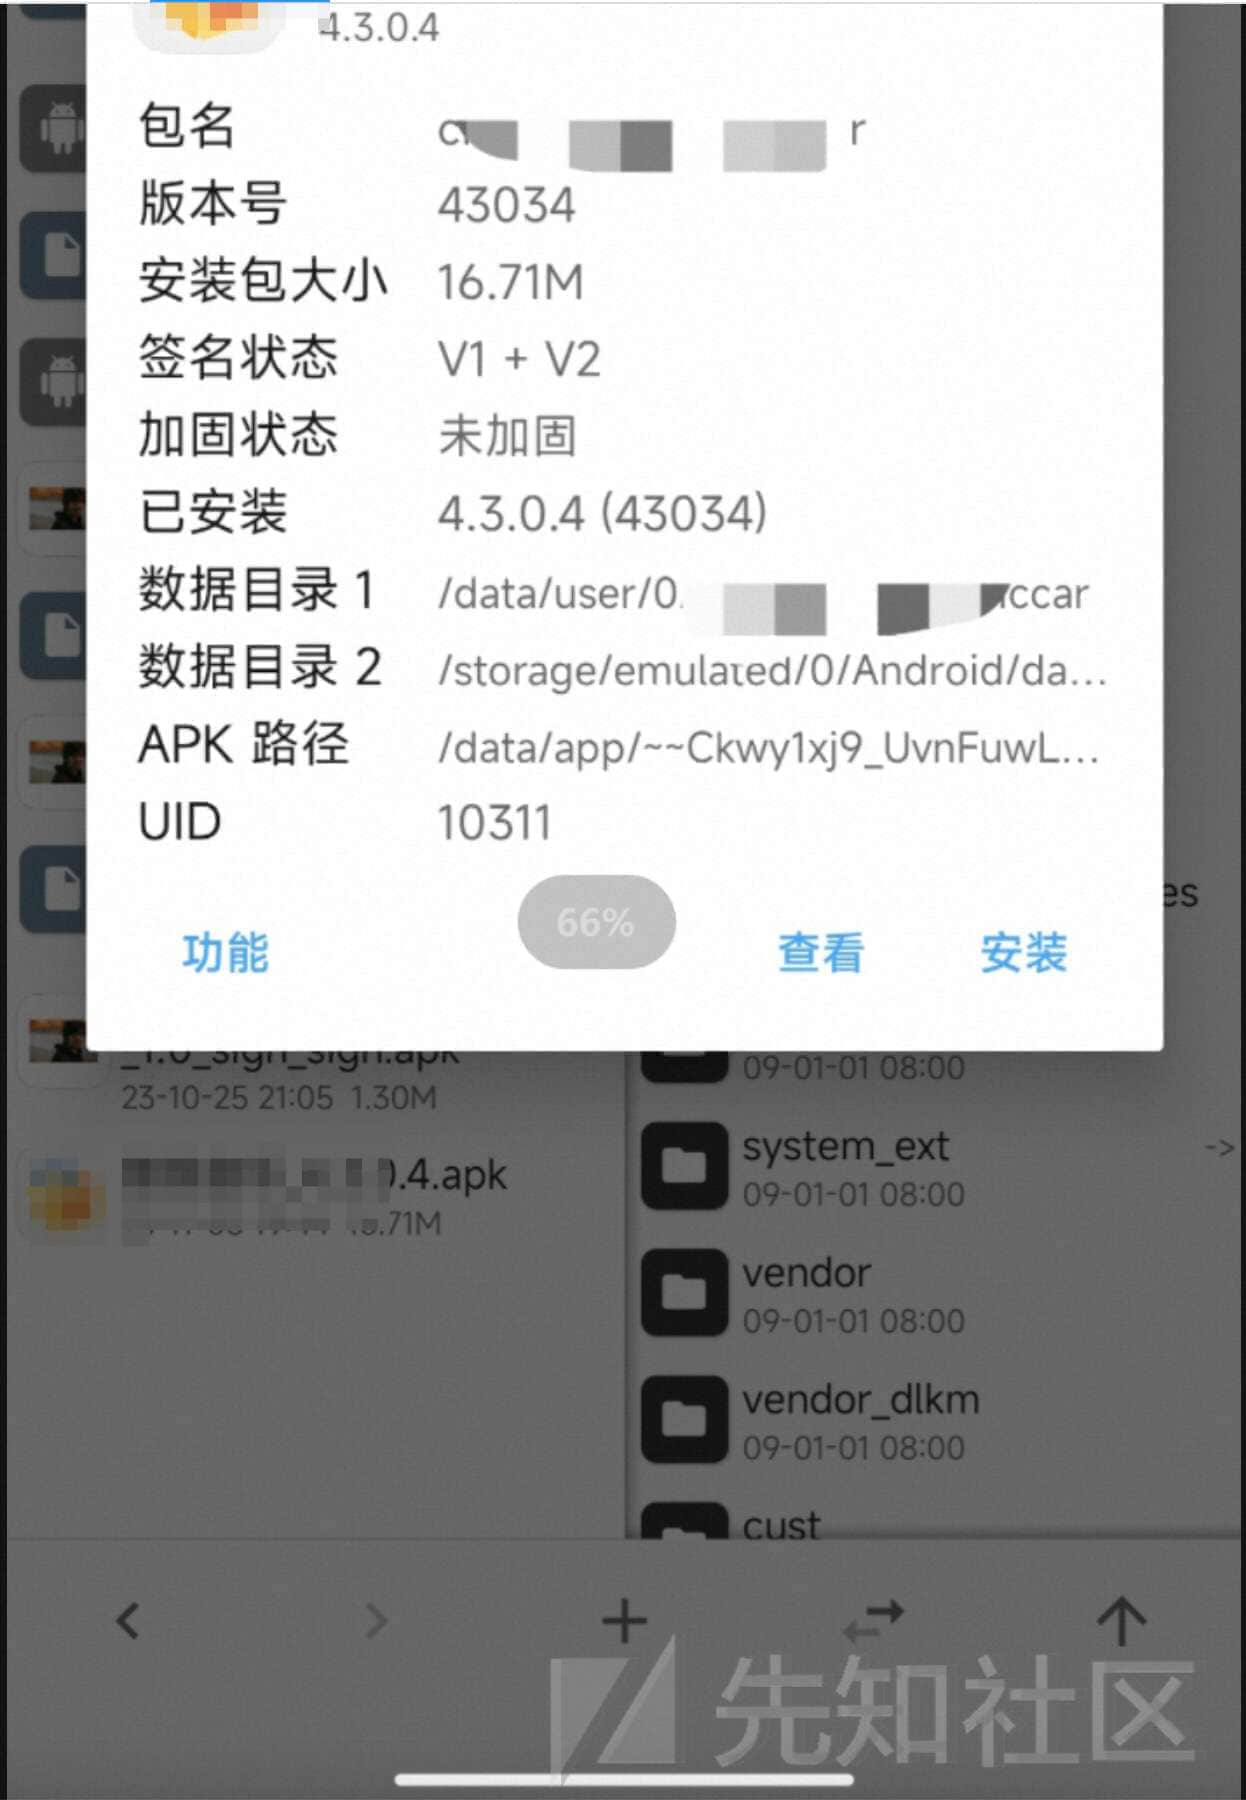 4.3.0.4
包名 r
版本号 43034
安装包大小 16.71M
签名状态 V1 + V2
加固状态 未加固
已安装 4.3.0.4 (43034)
数据目录 1 /data/user/0 ccar
数据目录 2 /storage/emulated/0/Android/da...
APK 路径 /data/app/~~Ckwy1xj9_UvnFuwL...
UID 10311
66%
功能 查看 安装
es
_1.0_sign_sign.apk
23-10-25 21:05 1.30M
.4.apk
.71M
09-01-01 08:00
system_ext ->
09-01-01 08:00
vendor
09-01-01 08:00
vendor_dlkm
09-01-01 08:00
cust
先知社区